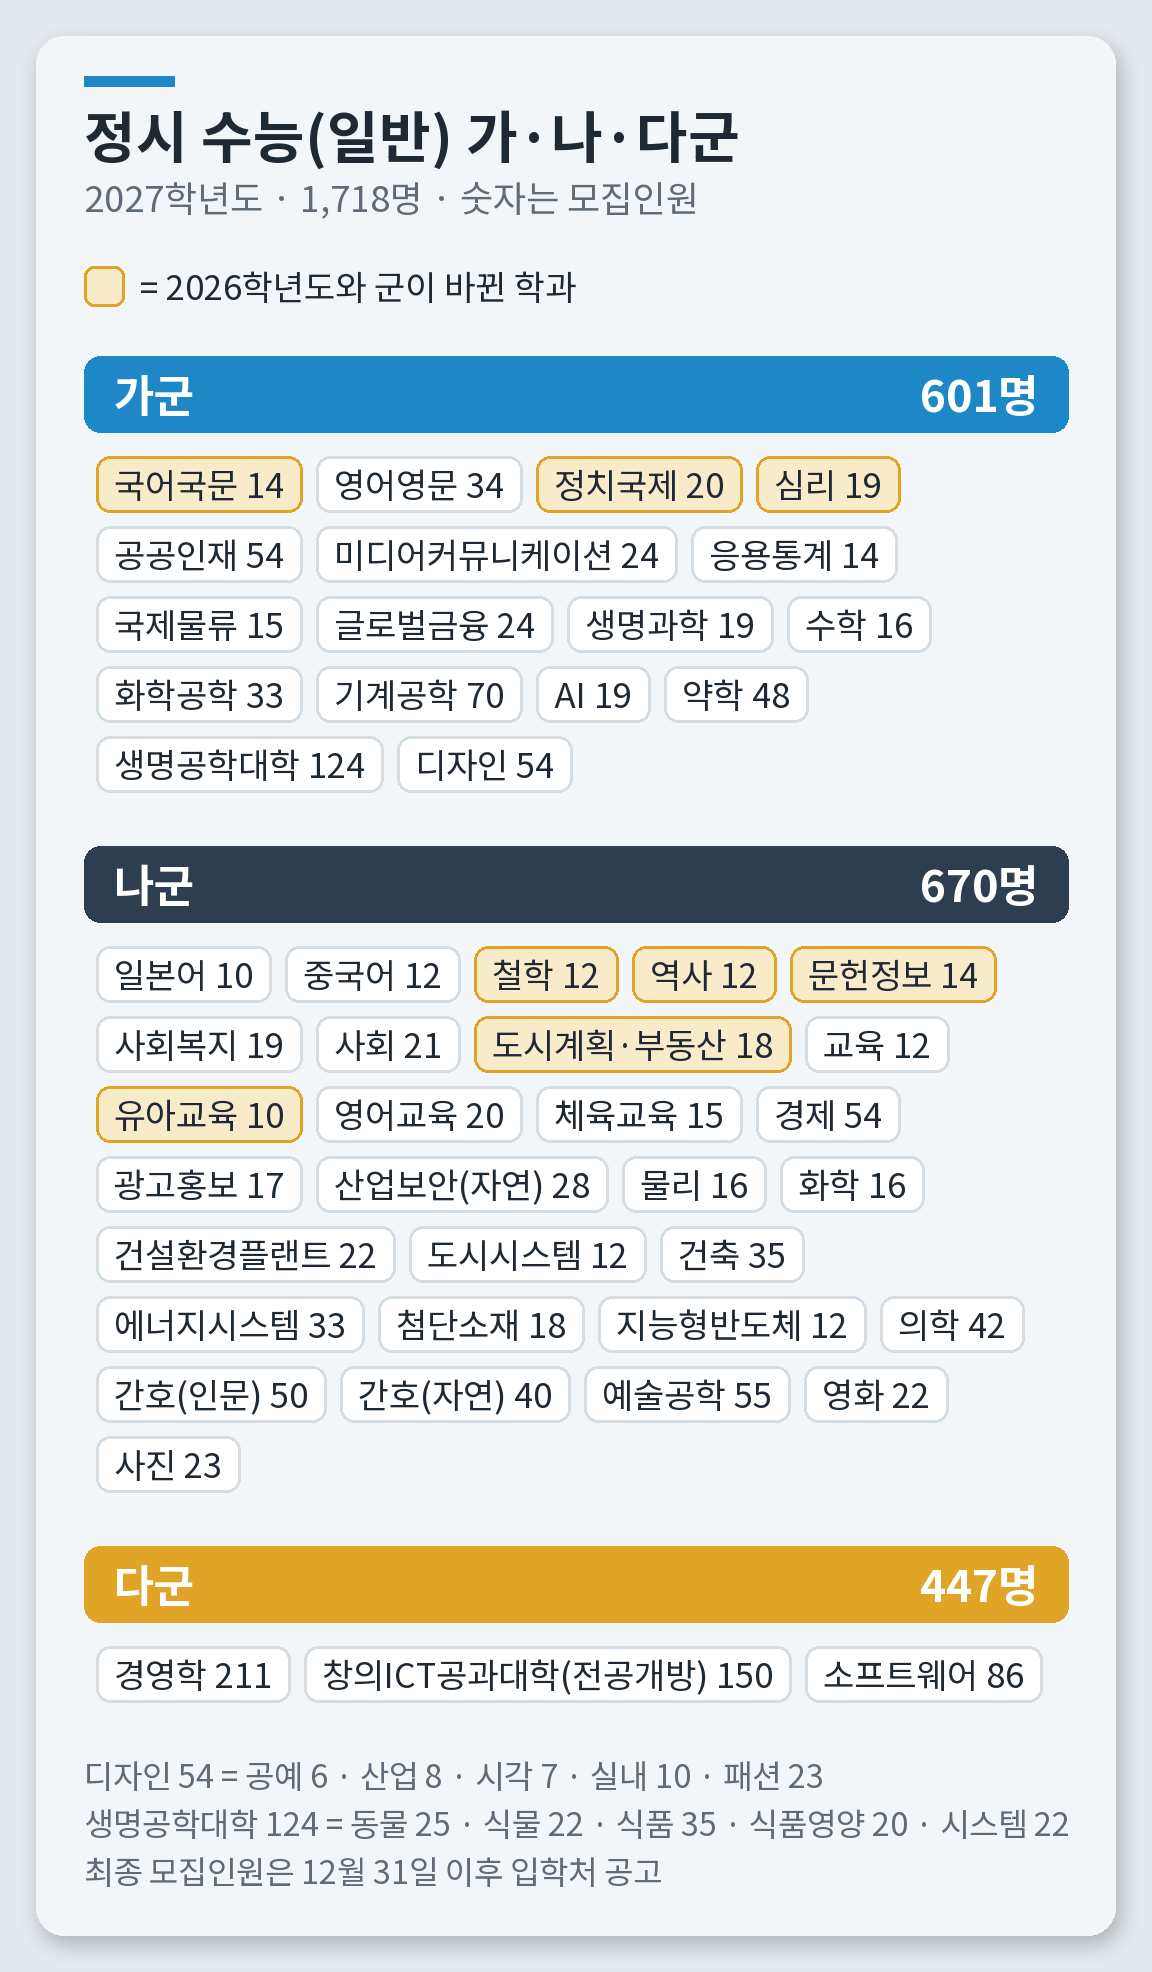 정시 수능(일반) 가·나·다군
2027학년도 · 1,718명 · 숫자는 모집인원
= 2026학년도와 군이 바뀐 학과
가군 601명
국어국문 14 영어영문 34 정치국제 20 심리 19
공공인재 54 미디어커뮤니케이션 24 응용통계 14
국제물류 15 글로벌금융 24 생명과학 19 수학 16
화학공학 33 기계공학 70 AI 19 약학 48
생명공학대학 124 디자인 54
나군 670명
일본어 10 중국어 12 철학 12 역사 12 문헌정보 14
사회복지 19 사회 21 도시계획·부동산 18 교육 12
유아교육 10 영어교육 20 체육교육 15 경제 54
광고홍보 17 산업보안(자연) 28 물리 16 화학 16
건설환경플랜트 22 도시시스템 12 건축 35
에너지시스템 33 첨단소재 18 지능형반도체 12 의학 42
간호(인문) 50 간호(자연) 40 예술공학 55 영화 22
사진 23
다군 447명
경영학 211 창의ICT공과대학(전공개방) 150 소프트웨어 86
디자인 54 = 공예 6 · 산업 8 · 시각 7 · 실내 10 · 패션 23
생명공학대학 124 = 동물 25 · 식물 22 · 식품 35 · 식품영양 20 · 시스템 22
최종 모집인원은 12월 31일 이후 입학처 공고